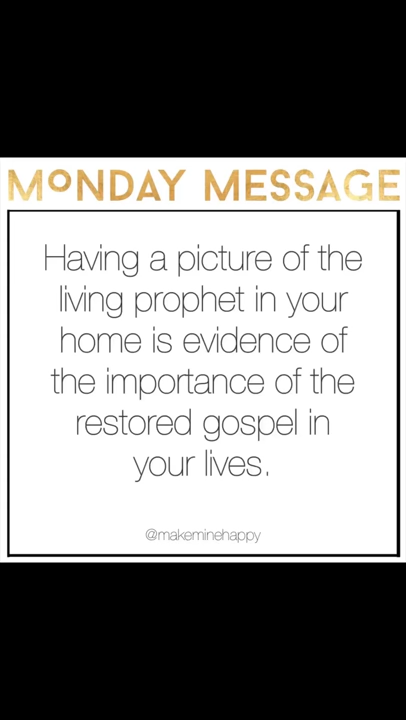 MONDAY MESSAGE
Having a picture of the
living prophet in your
home is evidence of
the importance of the
restored gospel in
your lives.
@makeminehappy